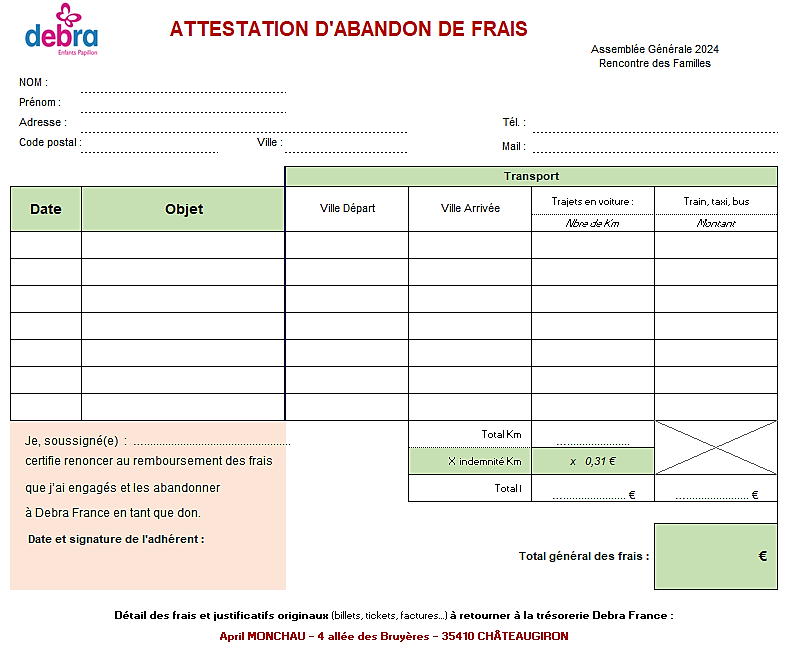 debra
Enfants Papillon
ATTESTATION D'ABANDON DE FRAIS
Assemblée Générale 2024
Rencontre des Familles
NOM :
Prénom :
Adresse :
Tél. :
Code postal :
Ville :
Mail :
Transport
Date
Objet
Ville Départ
Ville Arrivée
Trajets en voiture :
Train, taxi, bus
Nbre de Km
Montant
Je, soussigné(e) : ................................................
certifie renoncer au remboursement des frais
que j'ai engagés et les abandonner
à Debra France en tant que don.
Date et signature de l'adhérent :
Total Km
........................
X indemnité Km
x 0,31 €
Total I
........................ €
........................ €
Total général des frais :
€
Détail des frais et justificatifs originaux (billets, tickets, factures...) à retourner à la trésorerie Debra France :
April MONCHAU – 4 allée des Bruyères – 35410 CHÂTEAUGIRON